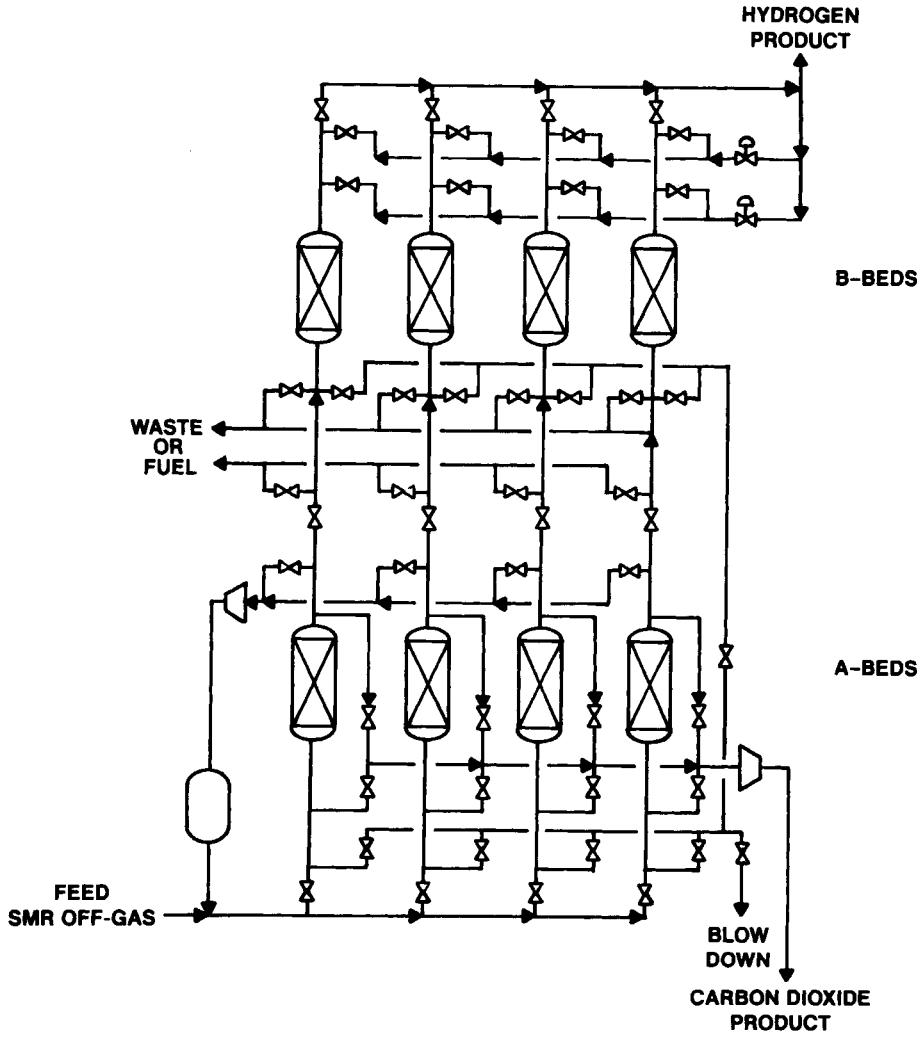 HYDROGEN
PRODUCT
B-BEDS
WASTE
OR
FUEL
A-BEDS
FEED
SMR OFF-GAS
BLOW
DOWN
CARBON DIOXIDE
PRODUCT